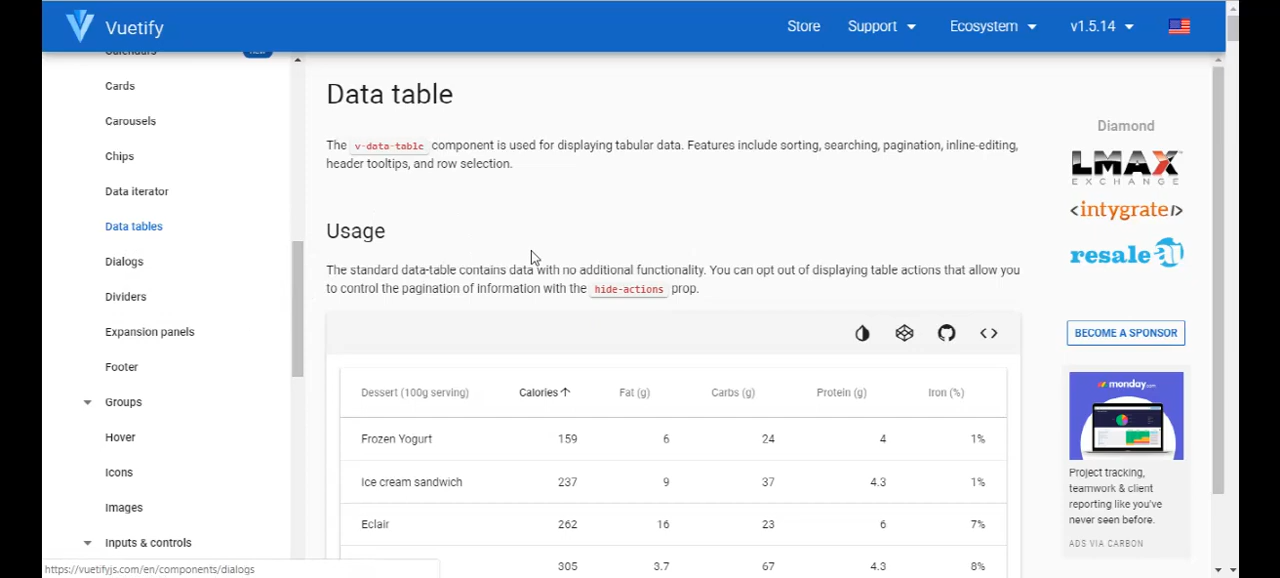 Vuetify
Store
Support
Ecosystem
v1.5.14
Calendars
new
Cards
Carousels
Chips
Data iterator
Data tables
Dialogs
Dividers
Expansion panels
Footer
Groups
Hover
Icons
Images
Inputs & controls
https://vuetifyjs.com/en/components/dialogs
Data table
The v-data-table component is used for displaying tabular data. Features include sorting, searching, pagination, inline-editing,
header tooltips, and row selection.
Usage
The standard data-table contains data with no additional functionality. You can opt out of displaying table actions that allow you
to control the pagination of information with the hide-actions prop.
Dessert (100g serving) Calories Fat (g) Carbs (g) Protein (g) Iron (%)
Frozen Yogurt 159 6 24 4 1%
Ice cream sandwich 237 9 37 4.3 1%
Eclair 262 16 23 6 7%
305 3.7 67 4.3 8%
Diamond
LMAX
EXCHANGE
<intygrate/>
resale ai
BECOME A SPONSOR
monday.com
Project tracking,
teamwork & client
reporting like you've
never seen before.
ADS VIA CARBON